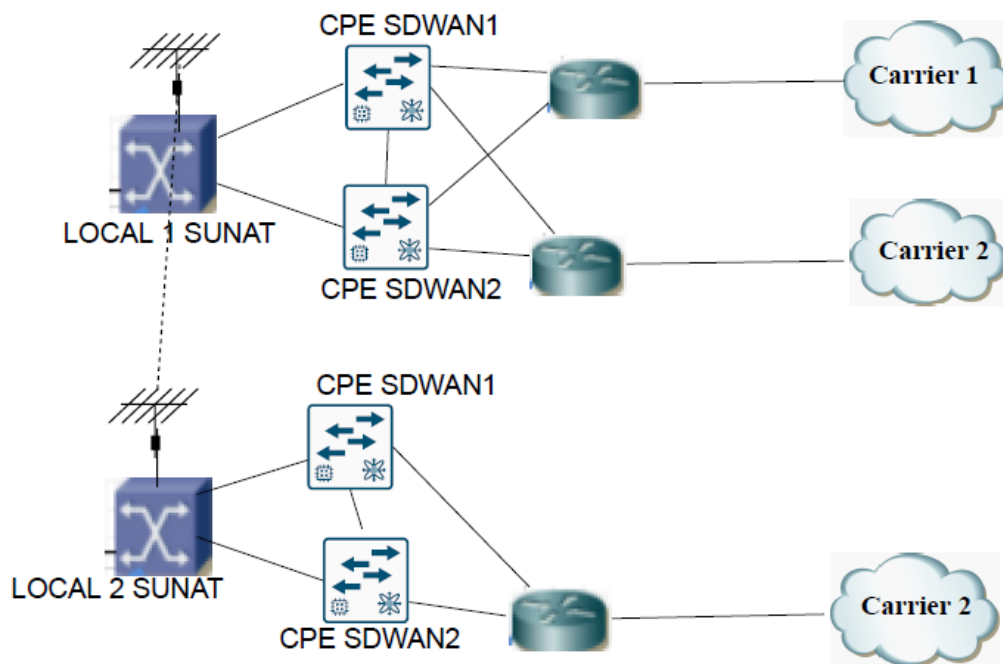 CPE SDWAN1
Carrier 1
LOCAL 1 SUNAT
Carrier 2
CPE SDWAN2
CPE SDWAN1
LOCAL 2 SUNAT
Carrier 2
CPE SDWAN2